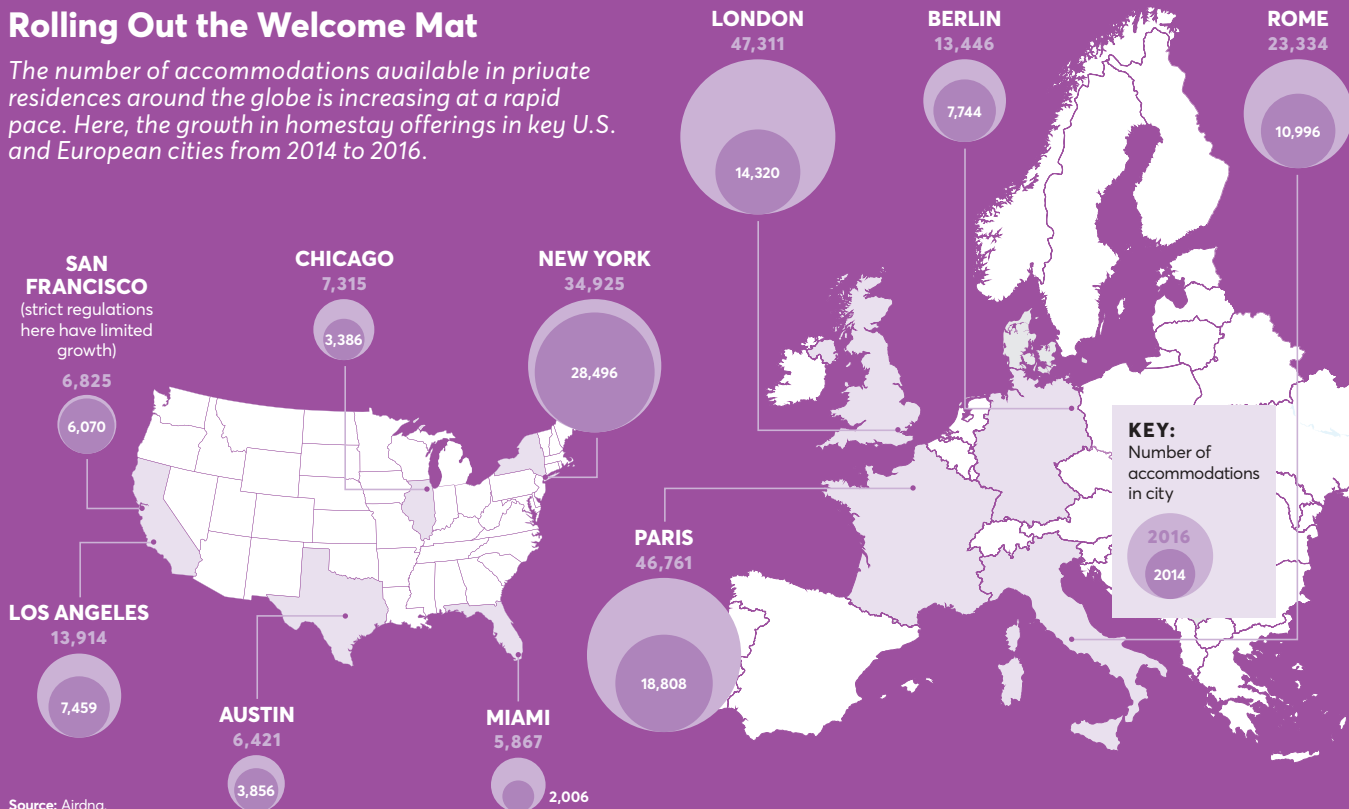 Rolling Out the Welcome Mat
The number of accommodations available in private
residences around the globe is increasing at a rapid
pace. Here, the growth in homestay offerings in key U.S.
and European cities from 2014 to 2016.
LONDON
47,311
14,320
BERLIN
13,446
7,744
ROME
23,334
10,996
SAN
FRANCISCO
(strict regulations
here have limited
growth)
6,825
6,070
CHICAGO
7,315
3,386
NEW YORK
34,925
28,496
KEY:
Number of
accommodations
in city
2016
2014
PARIS
46,761
18,808
LOS ANGELES
13,914
7,459
AUSTIN
6,421
3,856
MIAMI
5,867
2,006
Source: Airdna.